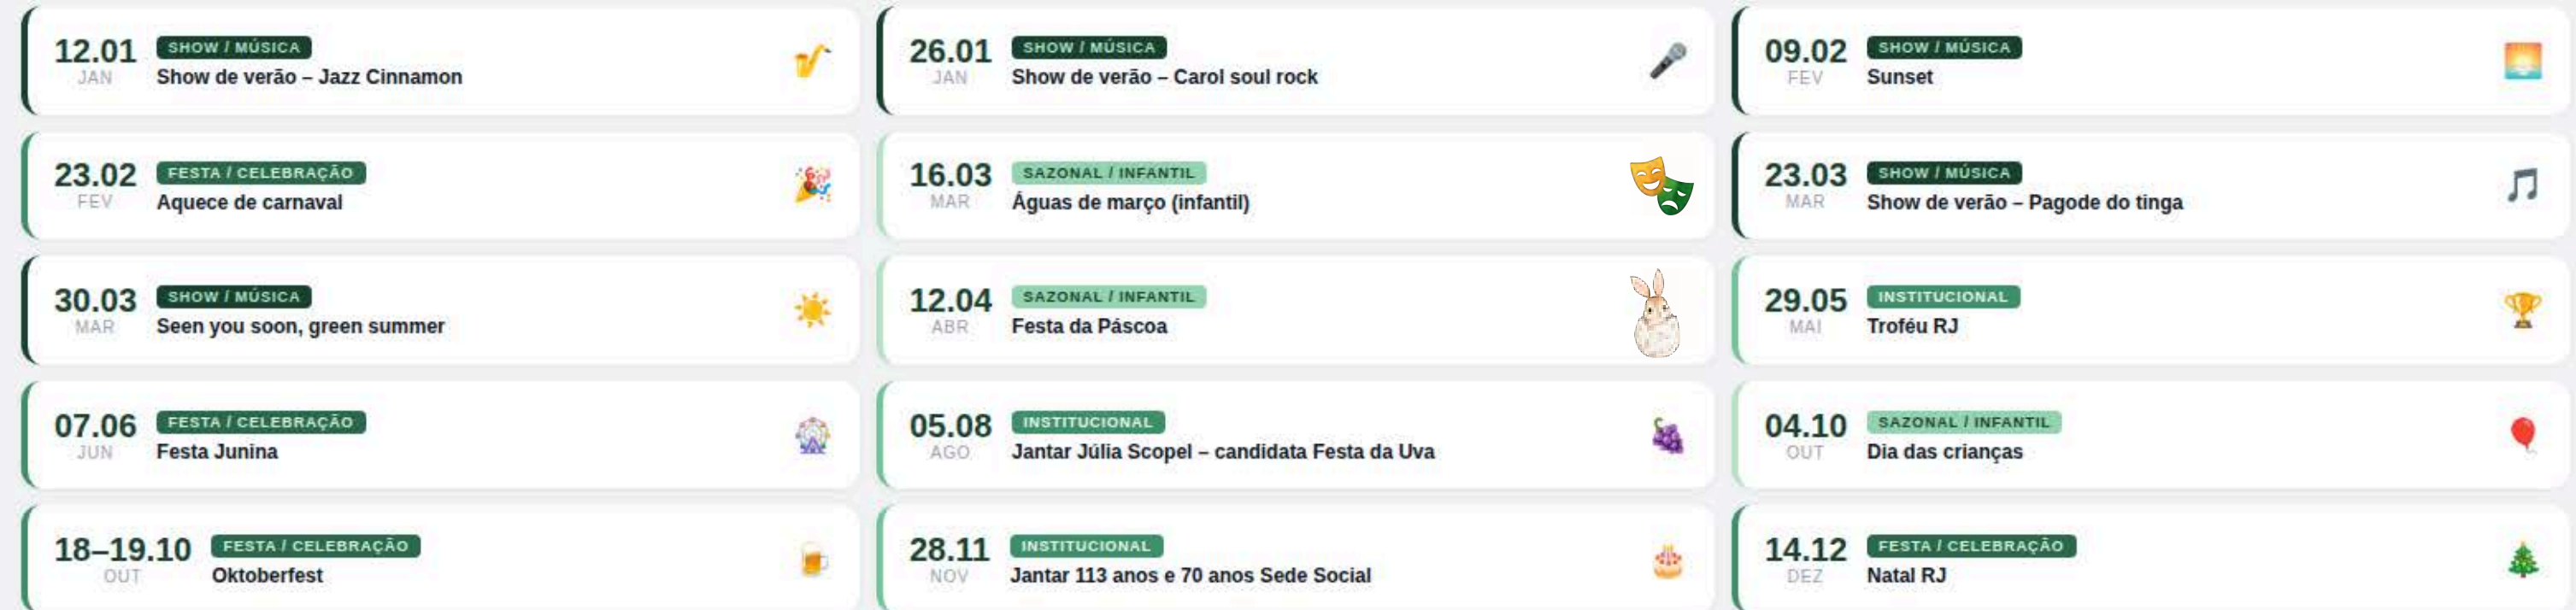 12.01 SHOW / MÚSICA
JAN Show de verão – Jazz Cinnamon
26.01 SHOW / MÚSICA
JAN Show de verão – Carol soul rock
09.02 SHOW / MÚSICA
FEV Sunset
23.02 FESTA / CELEBRAÇÃO
FEV Aquece de carnaval
16.03 SAZONAL / INFANTIL
MAR Águas de março (infantil)
23.03 SHOW / MÚSICA
MAR Show de verão – Pagode do tinga
30.03 SHOW / MÚSICA
MAR Seen you soon, green summer
12.04 SAZONAL / INFANTIL
ABR Festa da Páscoa
29.05 INSTITUCIONAL
MAI Troféu RJ
07.06 FESTA / CELEBRAÇÃO
JUN Festa Junina
05.08 INSTITUCIONAL
AGO Jantar Júlia Scopel – candidata Festa da Uva
04.10 SAZONAL / INFANTIL
OUT Dia das crianças
18–19.10 FESTA / CELEBRAÇÃO
OUT Oktoberfest
28.11 INSTITUCIONAL
NOV Jantar 113 anos e 70 anos Sede Social
14.12 FESTA / CELEBRAÇÃO
DEZ Natal RJ